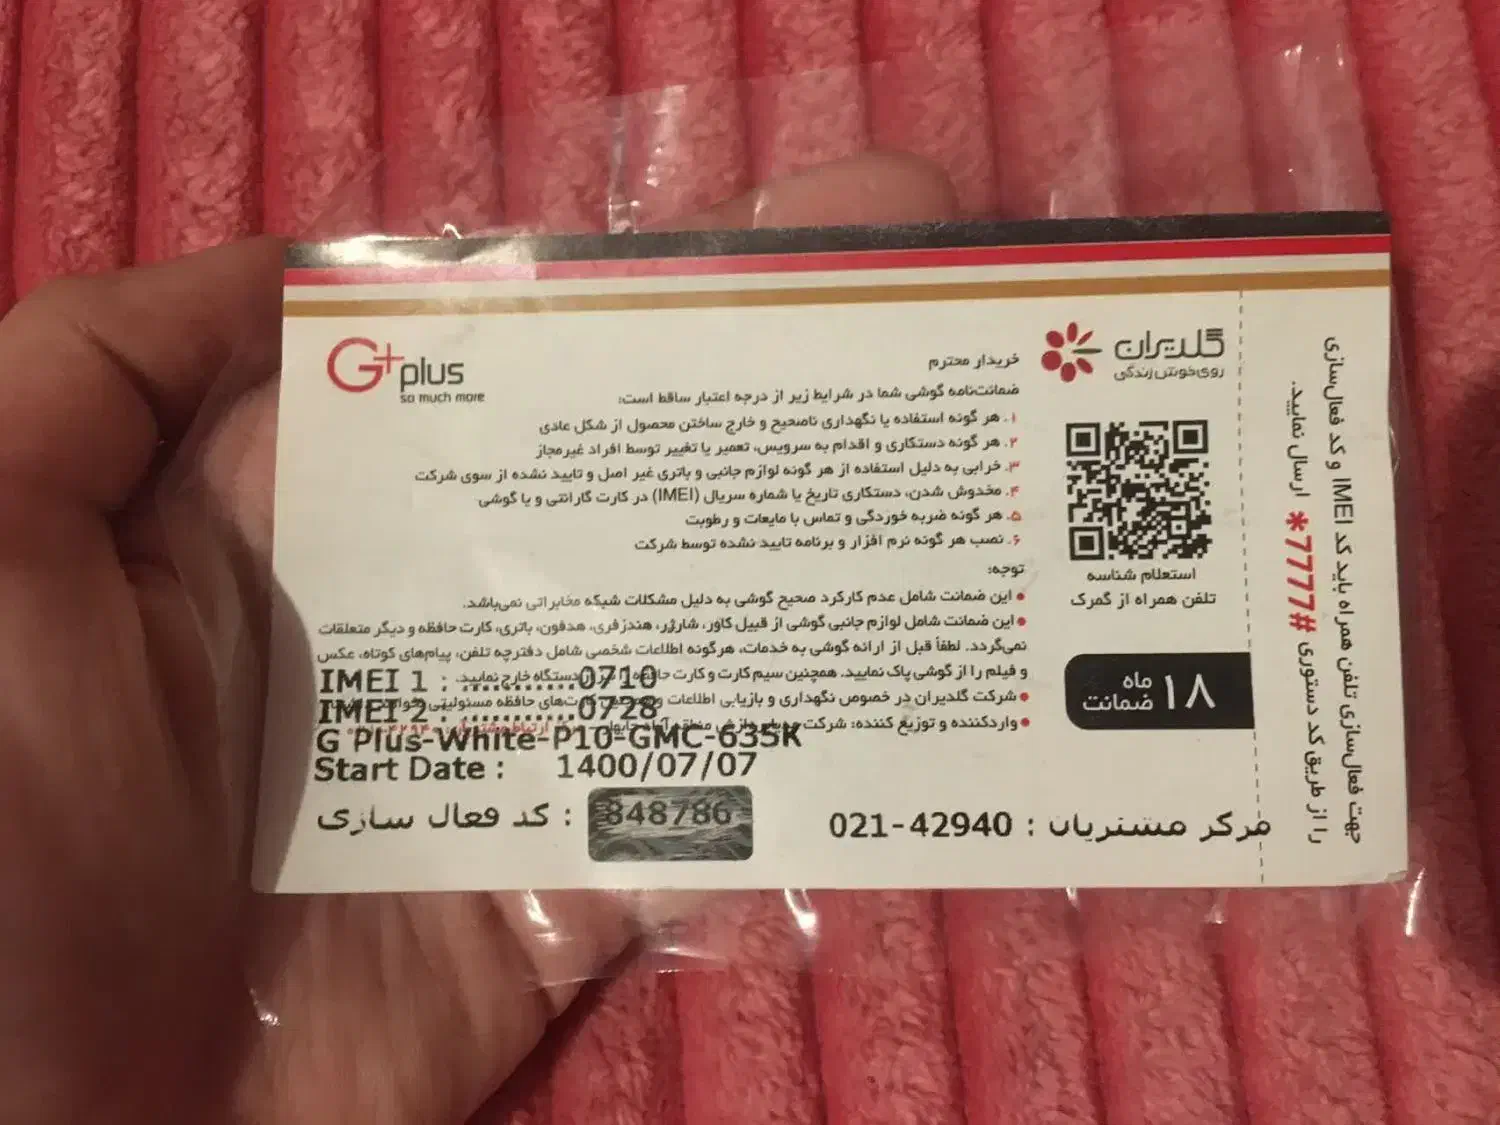 G+plus
so much more
گلدیران
روی خوش زندگی
خریدار محترم
ضمانت‌نامه گوشی شما در شرایط زیر از درجه اعتبار ساقط است:
۱. هر گونه استفاده یا نگهداری ناصحیح و خارج ساختن محصول از شکل عادی
۲. هر گونه دستکاری و اقدام به سرویس، تعمیر یا تغییر توسط افراد غیرمجاز
۳. خرابی به دلیل استفاده از هر گونه لوازم جانبی و باتری غیر اصل و تایید نشده از سوی شرکت
۴. مخدوش شدن، دستکاری تاریخ یا شماره سریال (IMEI) در کارت گارانتی و یا گوشی
۵. هر گونه ضربه خوردگی و تماس با مایعات و رطوبت
۶. نصب هر گونه نرم افزار و برنامه تایید نشده توسط شرکت
توجه:
• این ضمانت شامل عدم کارکرد صحیح گوشی به دلیل مشکلات شبکه مخابراتی نمی‌باشد.
• این ضمانت شامل لوازم جانبی گوشی از قبیل کاور، شارژر، هندزفری، هدفون، باتری، کارت حافظه و دیگر متعلقات
نمی‌گردد. لطفاً قبل از ارائه گوشی به خدمات، هرگونه اطلاعات شخصی شامل دفترچه تلفن، پیام‌های کوتاه، عکس
و فیلم را از گوشی پاک نمایید. همچنین سیم کارت و کارت دستگاه خارج نمایید.
• شرکت گلدیران در خصوص نگهداری و بازیابی اطلاعات کارت‌های حافظه مسئولیتی
• واردکننده و توزیع کننده: شرکت
IMEI 1 : ...........0710
IMEI 2 : ...........0728
G Plus-White-P10-GMC-635K
Start Date : 1400/07/07
کد فعال سازی : 848786
مرکز مشتریان : 021-42940
استعلام شناسه
تلفن همراه از گمرک
۱۸ ماه ضمانت
جهت فعال‌سازی تلفن همراه باید کد IMEI و کد فعال‌سازی
را از طریق کد دستوری #7777* ارسال نمایید.